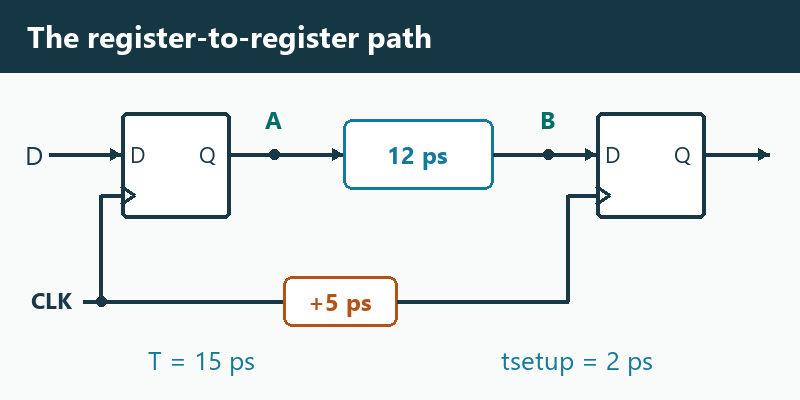 The register-to-register path
A
B
D
D
Q
12 ps
D
Q
CLK
+5 ps
T = 15 ps
tsetup = 2 ps